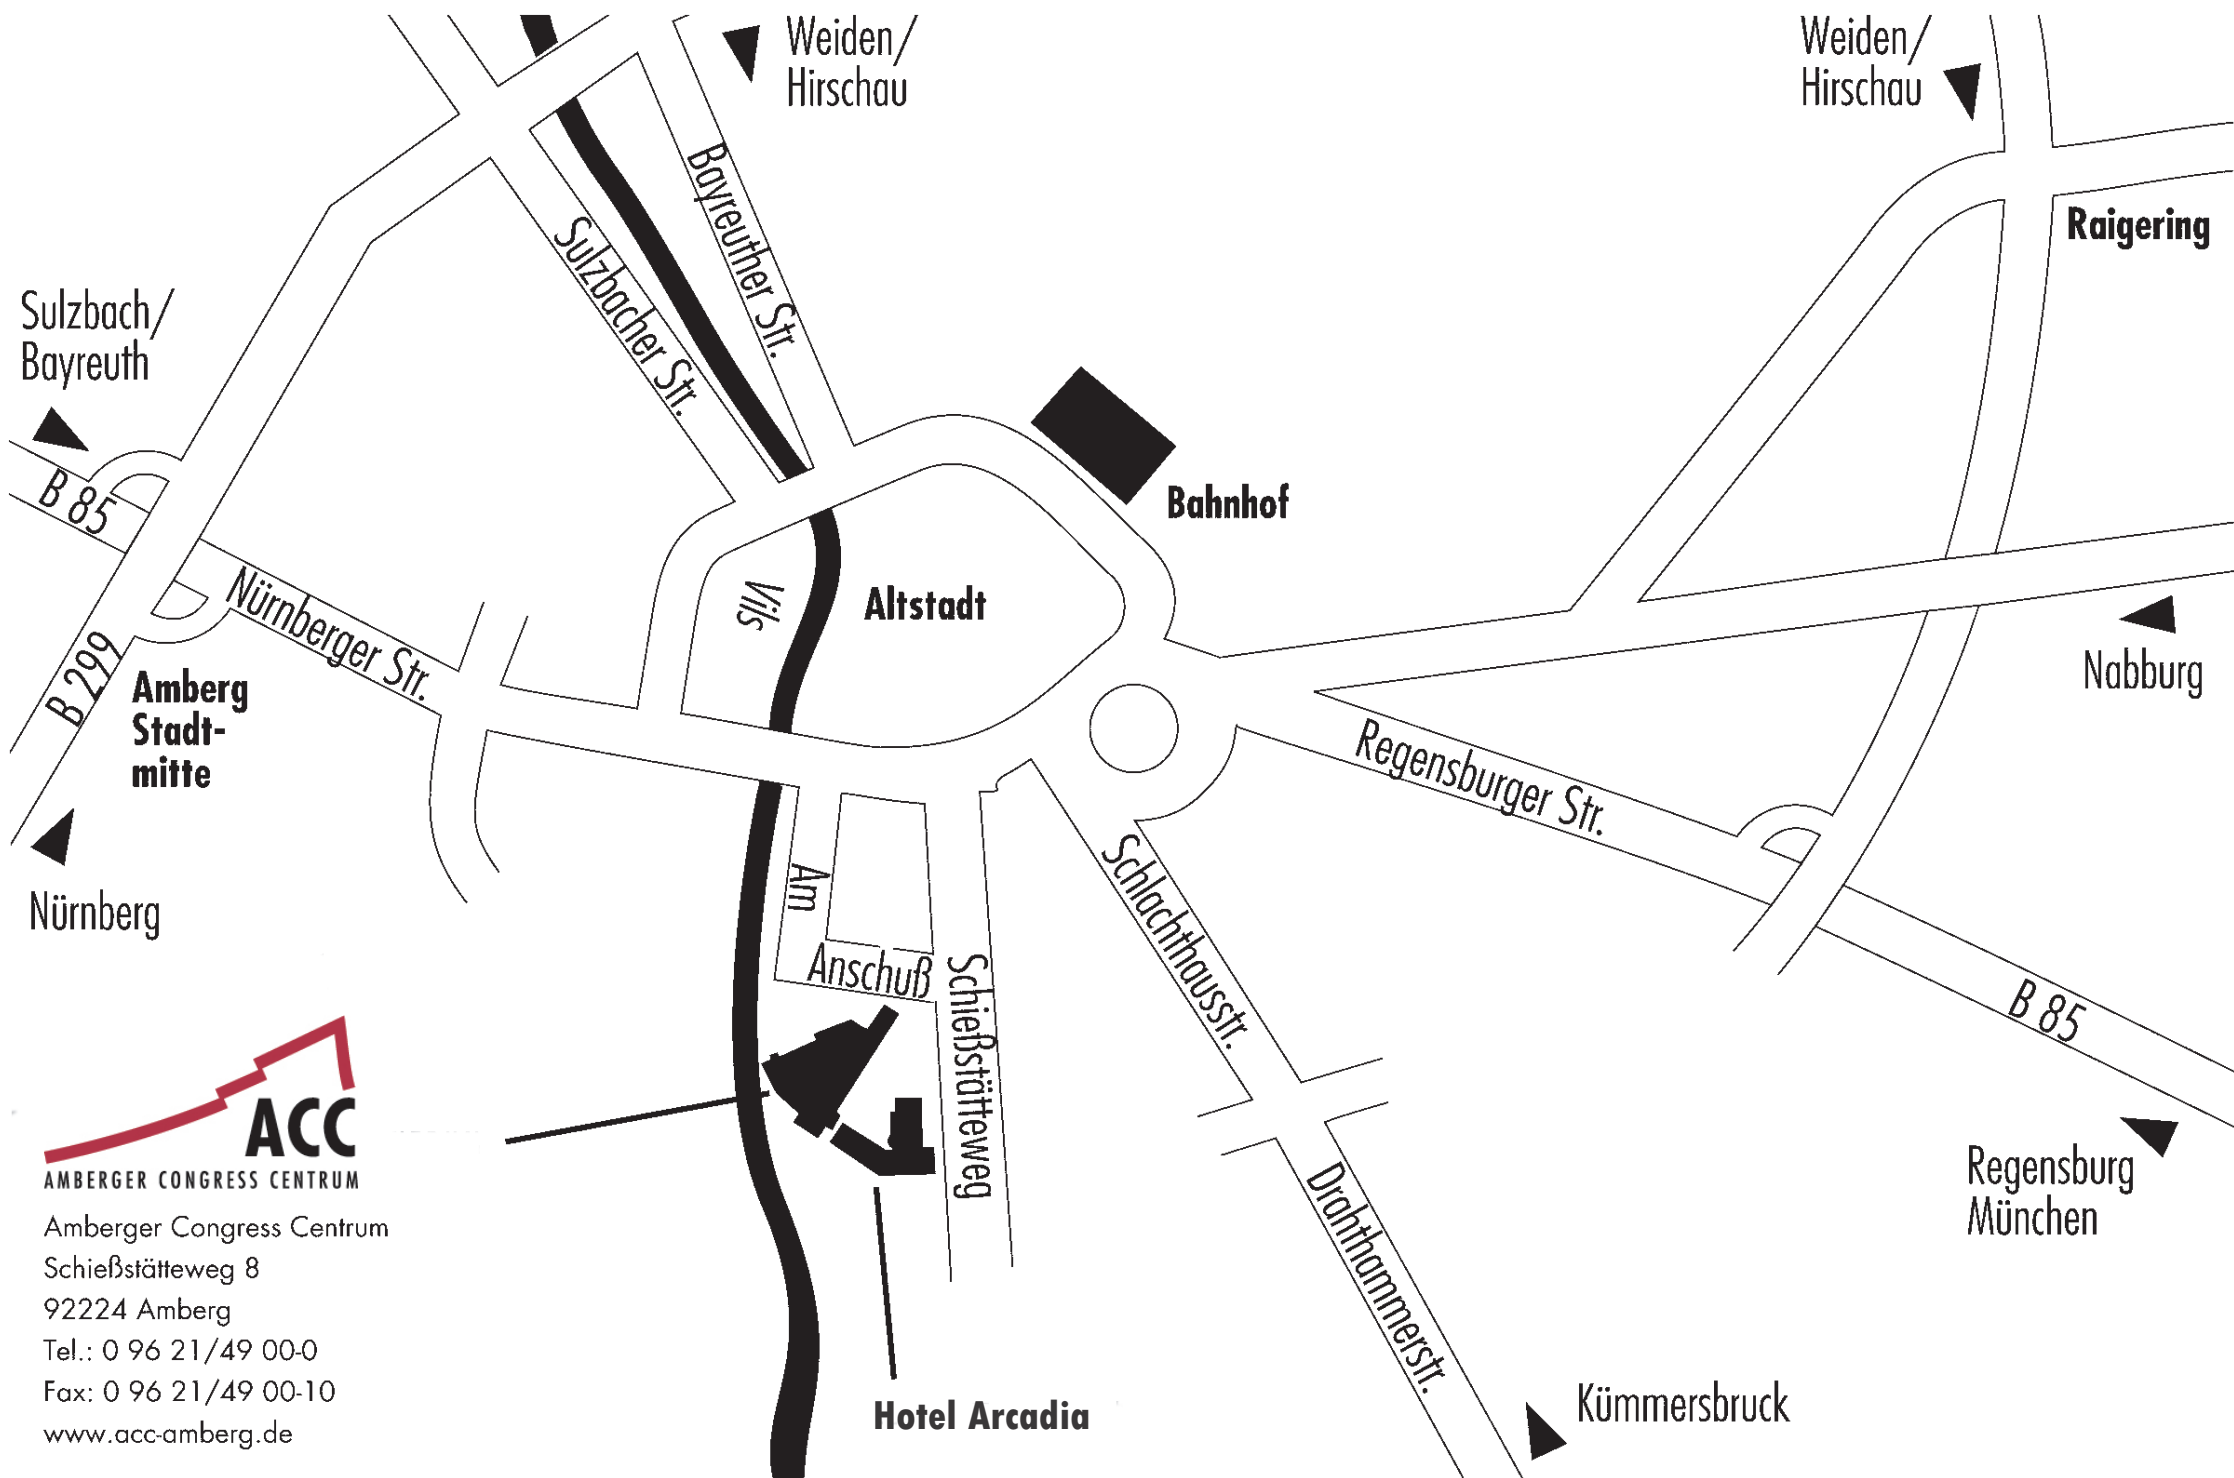 Weiden/
Hirschau
Weiden/
Hirschau
Bayreuther Str.
Sulzbacher Str.
Raigering
Sulzbach/
Bayreuth
B 85
Bahnhof
Nürnberger Str.
Vils
Altstadt
B 299
Amberg
Stadt-
mitte
Nabburg
Regensburger Str.
Nürnberg
Am
Anschuß
Schießstätteweg
Schlachthausstr.
B 85
Regensburg
München
Drahthammerstr.
Kümmersbruck
Hotel Arcadia
ACC
AMBERGER CONGRESS CENTRUM
Amberger Congress Centrum
Schießstätteweg 8
92224 Amberg
Tel.: 0 96 21/49 00-0
Fax: 0 96 21/49 00-10
www.acc-amberg.de